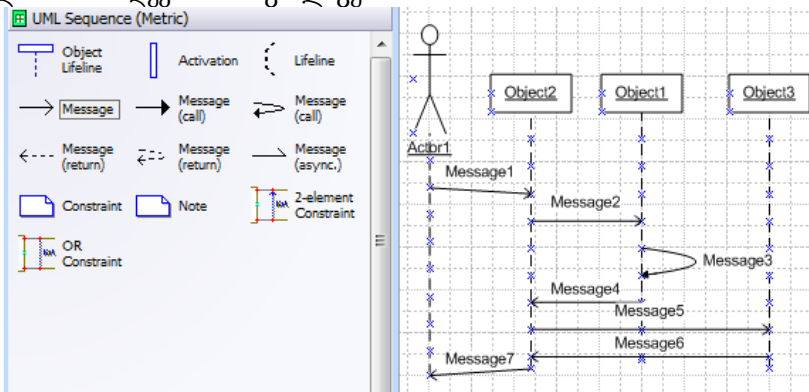 UML Sequence (Metric)
Object
Lifeline
Activation
Lifeline
Message
Message
(call)
Message
(call)
Message
(return)
Message
(return)
Message
(async.)
Constraint
Note
2-element
Constraint
OR
Constraint
Actor1
Object2
Object1
Object3
Message1
Message2
Message3
Message4
Message5
Message6
Message7